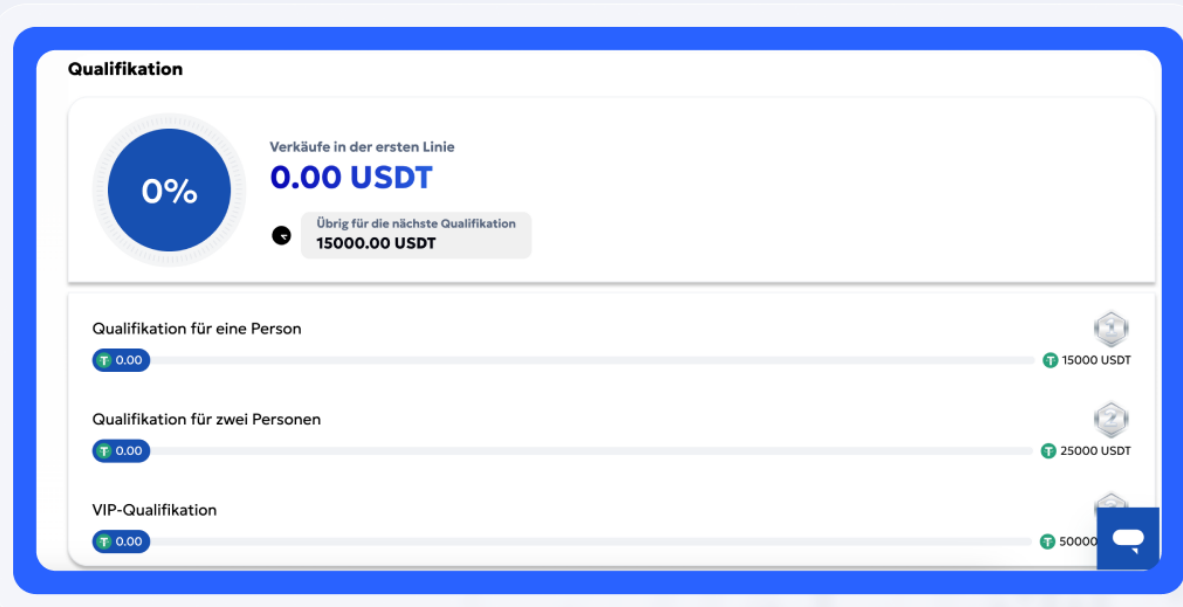 Qualifikation
0%
Verkäufe in der ersten Linie
0.00 USDT
Übrig für die nächste Qualifikation
15000.00 USDT
Qualifikation für eine Person
1
T 0.00
T 15000 USDT
Qualifikation für zwei Personen
2
T 0.00
T 25000 USDT
VIP-Qualifikation
T 0.00
T 50000